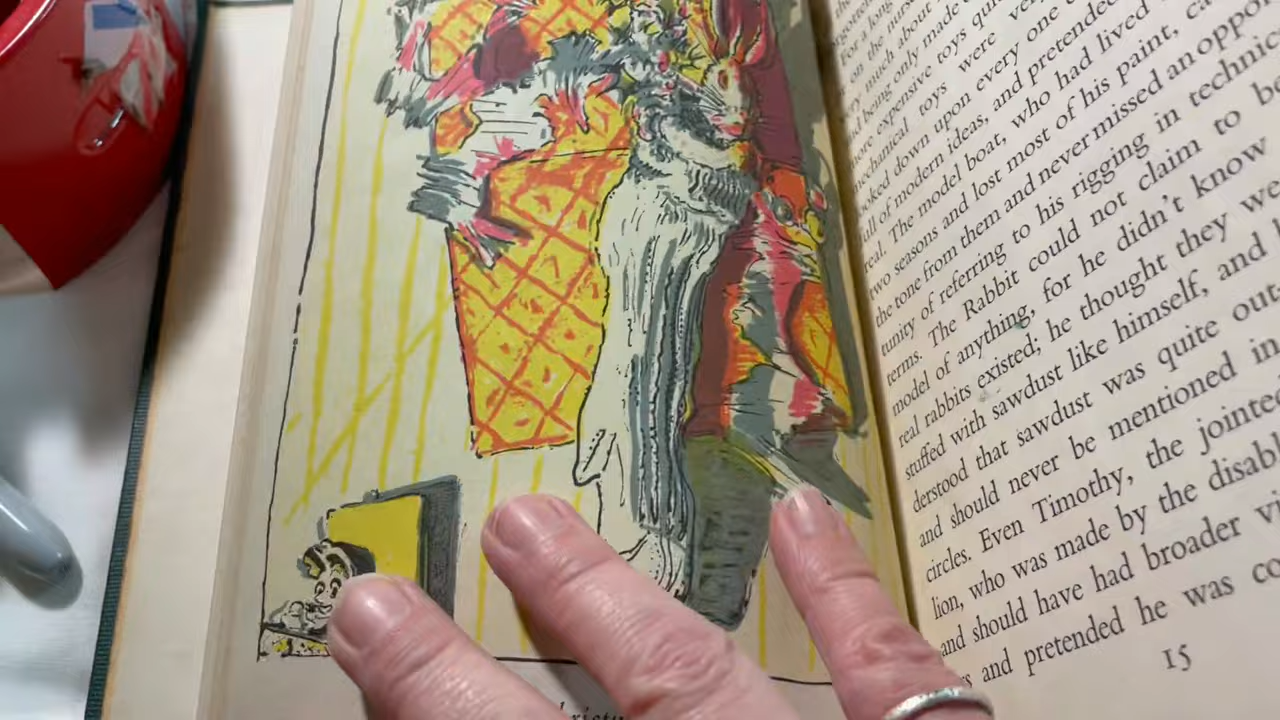 for a long
on the nurs
very much about
and being only made
more expensive toys quit
mechanical toys were very
looked down upon every one
full of modern ideas, and pretended
real. The model boat, who had lived
two seasons and lost most of his paint, ca
the tone from them and never missed an oppor
tunity of referring to his rigging in technic
terms. The Rabbit could not claim to be
model of anything, for he didn't know
real rabbits existed; he thought they we
stuffed with sawdust like himself, and
derstood that sawdust was quite out
and should never be mentioned in
circles. Even Timothy, the jointed
lion, who was made by the disabl
and should have had broader vi
s and pretended he was co
15